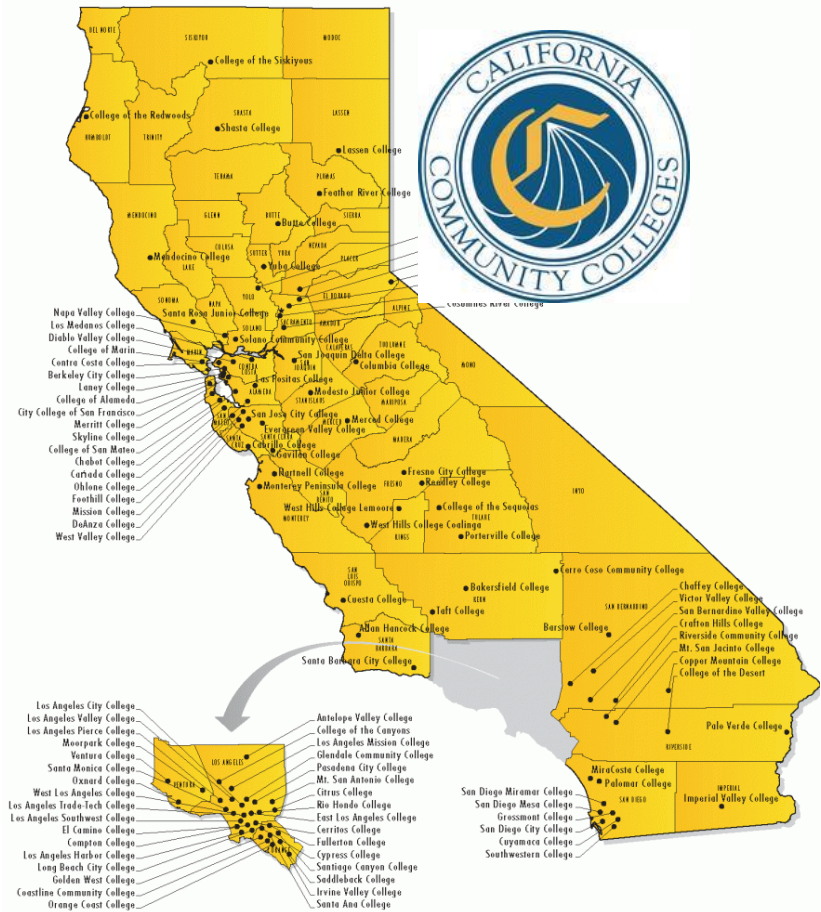 DEL NORTE
SISKIYOU
MODOC
College of the Siskiyous
CALIFORNIA
COMMUNITY COLLEGES
C
College of the Redwoods
HUMBOLDT
TRINITY
SHASTA
Shasta College
LASSEN
Lassen College
TEHAMA
PLUMAS
Feather River College
MENDOCINO
GLENN
BUTTE
Butte College
SIERRA
Mendocino College
LAKE
COLUSA
SUTTER
YUBA
NEVADA
PLACER
Yuba College
SONOMA
NAPA
YOLO
EL DORADO
ALPINE
Cosumnes River College
Santa Rosa Junior College
SACRAMENTO
AMADOR
SOLANO
Solano Community College
CALAVERAS
TUOLUMNE
MONO
MARIN
CONTRA COSTA
SAN JOAQUIN
San Joaquin Delta College
Columbia College
Las Positas College
ALAMEDA
STANISLAUS
Modesto Junior College
MARIPOSA
SAN MATEO
San Jose City College
MERCED
Merced College
Evergreen Valley College
SANTA CLARA
MADERA
SANTA CRUZ
Cabrillo College
Gavilan College
Hartnell College
Monterey Peninsula College
SAN BENITO
MONTEREY
FRESNO
Fresno City College
Reedley College
INYO
West Hills College Lemoore
College of the Sequoias
TULARE
West Hills College Coalinga
KINGS
Porterville College
Napa Valley College
Los Medanos College
Diablo Valley College
College of Marin
Contra Costa College
Berkeley City College
Laney College
College of Alameda
City College of San Francisco
Merritt College
Skyline College
College of San Mateo
Chabot College
Cañada College
Ohlone College
Foothill College
Mission College
DeAnza College
West Valley College
SAN LUIS OBISPO
Cuesta College
KERN
Bakersfield College
Taft College
Cerro Coso Community College
Allan Hancock College
SANTA BARBARA
Santa Barbara City College
SAN BERNARDINO
Barstow College
Chaffey College
Victor Valley College
San Bernardino Valley College
Crafton Hills College
Riverside Community College
Mt. San Jacinto College
Copper Mountain College
College of the Desert
Palo Verde College
RIVERSIDE
MiraCosta College
Palomar College
SAN DIEGO
IMPERIAL
Imperial Valley College
San Diego Miramar College
San Diego Mesa College
Grossmont College
San Diego City College
Cuyamaca College
Southwestern College
Los Angeles City College
Los Angeles Valley College
Los Angeles Pierce College
Moorpark College
Ventura College
Santa Monica College
Oxnard College
West Los Angeles College
Los Angeles Trade-Tech College
Los Angeles Southwest College
El Camino College
Compton College
Los Angeles Harbor College
Long Beach City College
Golden West College
Coastline Community College
Orange Coast College
LOS ANGELES
VENTURA
Antelope Valley College
College of the Canyons
Los Angeles Mission College
Glendale Community College
Pasadena City College
Mt. San Antonio College
Citrus College
Rio Hondo College
East Los Angeles College
Cerritos College
Fullerton College
Cypress College
Santiago Canyon College
Saddleback College
Irvine Valley College
Santa Ana College